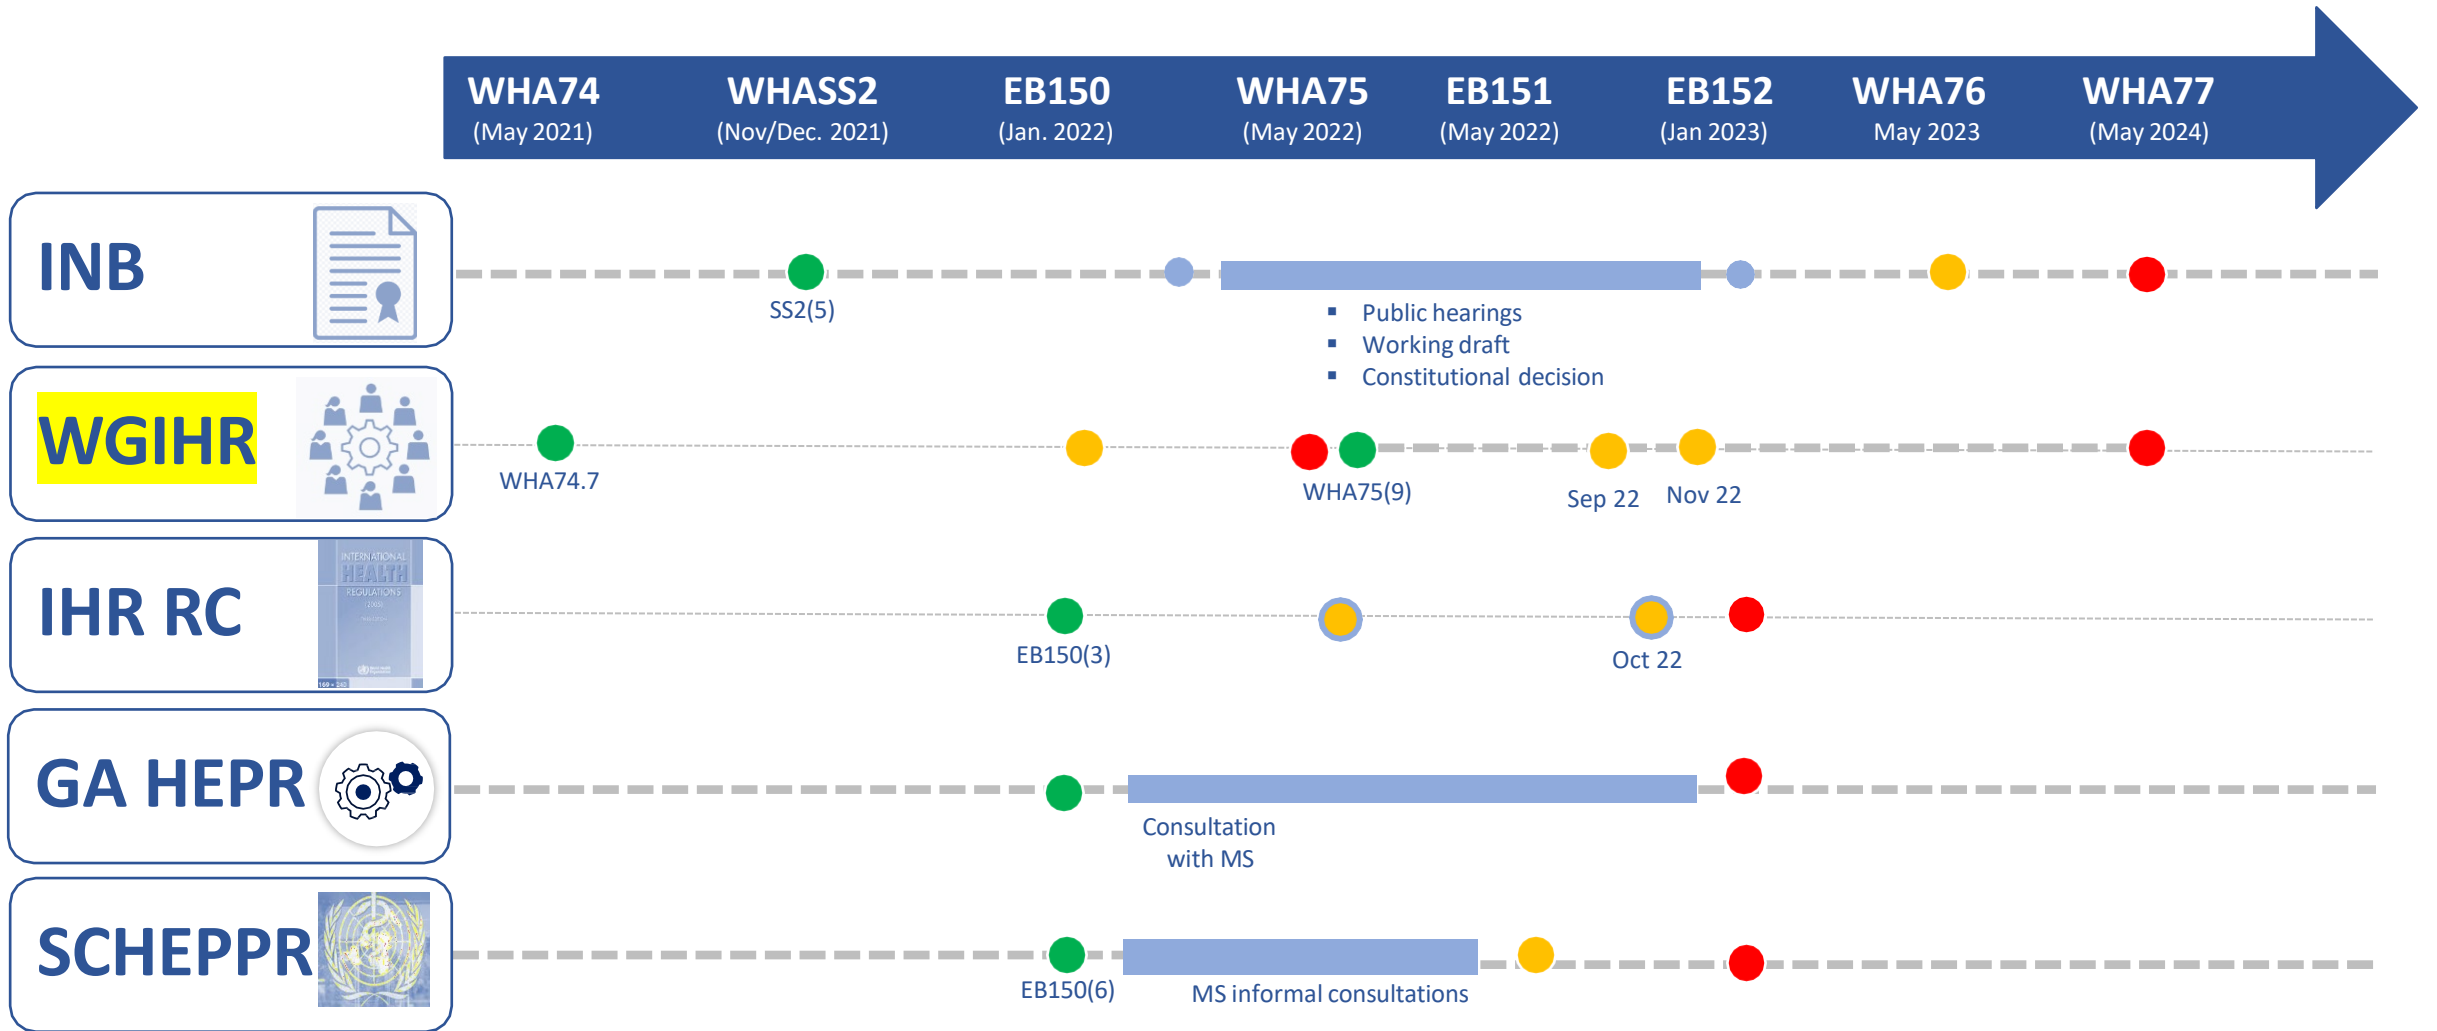 WHA74
(May 2021)
WHASS2
(Nov/Dec. 2021)
EB150
(Jan. 2022)
WHA75
(May 2022)
EB151
(May 2022)
EB152
(Jan 2023)
WHA76
May 2023
WHA77
(May 2024)
INB
SS2(5)
▪ Public hearings
▪ Working draft
▪ Constitutional decision
WGIHR
WHA74.7
WHA75(9)
Sep 22
Nov 22
IHR RC
INTERNATIONAL
HEALTH
REGULATIONS
(2005)
EB150(3)
Oct 22
GA HEPR
Consultation
with MS
SCHEPPR
EB150(6)
MS informal consultations